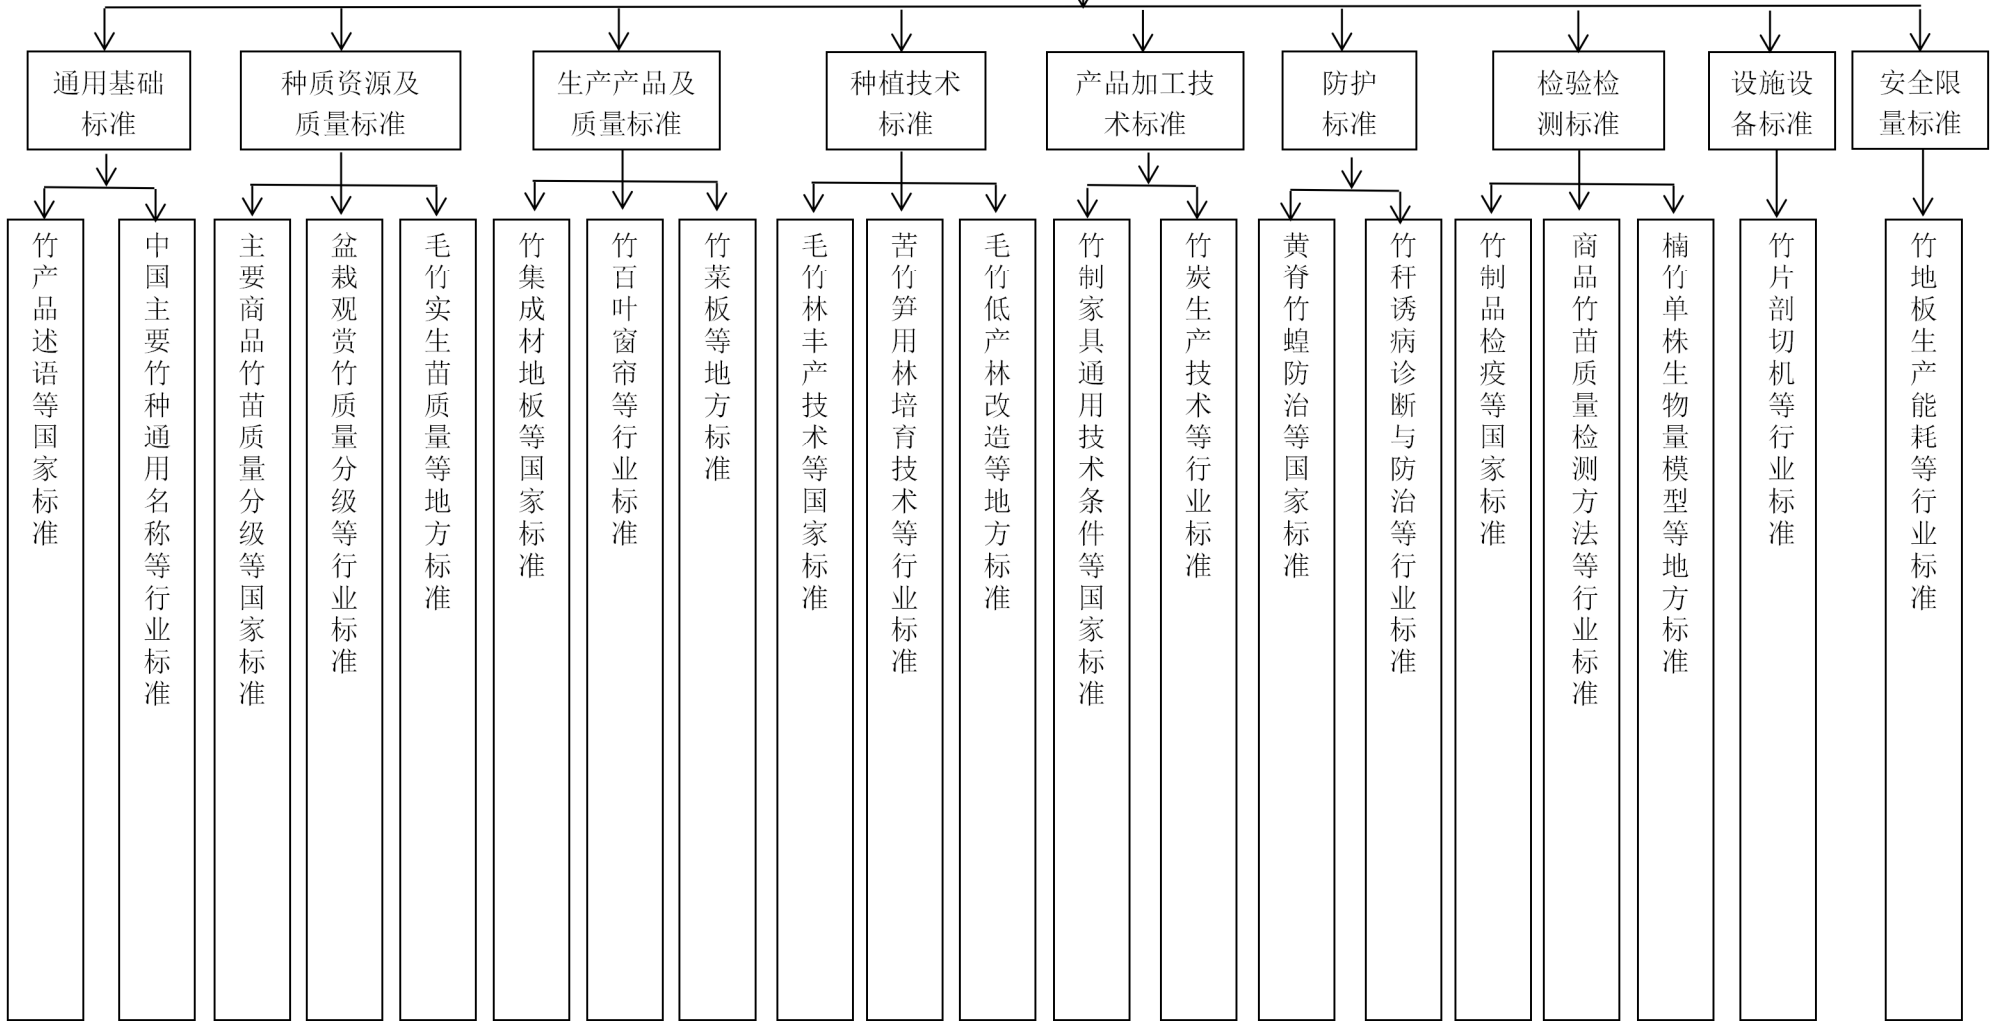 通用基础
标准
种质资源及
质量标准
生产产品及
质量标准
种植技术
标准
产品加工技
术标准
防护
标准
检验检
测标准
设施设
备标准
安全限
量标准
竹产品述语等国家标准
中国主要竹种通用名称等行业标准
主要商品竹苗质量分级等国家标准
盆栽观赏竹质量分级等行业标准
毛竹实生苗质量等地方标准
竹集成材地板等国家标准
竹百叶窗帘等行业标准
竹菜板等地方标准
毛竹林丰产技术等国家标准
苦竹笋用林培育技术等行业标准
毛竹低产林改造等地方标准
竹制家具通用技术条件等国家标准
竹炭生产技术等行业标准
黄脊竹蝗防治等国家标准
竹秆诱病诊断与防治等行业标准
竹制品检疫等国家标准
商品竹苗质量检测方法等行业标准
楠竹单株生物量模型等地方标准
竹片剖切机等行业标准
竹地板生产能耗等行业标准